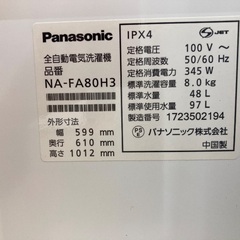 Panasonic
全自動電気洗濯機
品番
NA-FA80H3
外形寸法
幅 599 mm
奥行 610 mm
高さ 1012 mm
IPX4
JET
定格電圧 100 V ～
定格周波数 50/60 Hz
定格消費電力 345 W
標準洗濯容量 8.0 kg
標準水量 48 L
標準使用水量 97 L
製造番号 1723502194
パナソニック株式会社
中国製